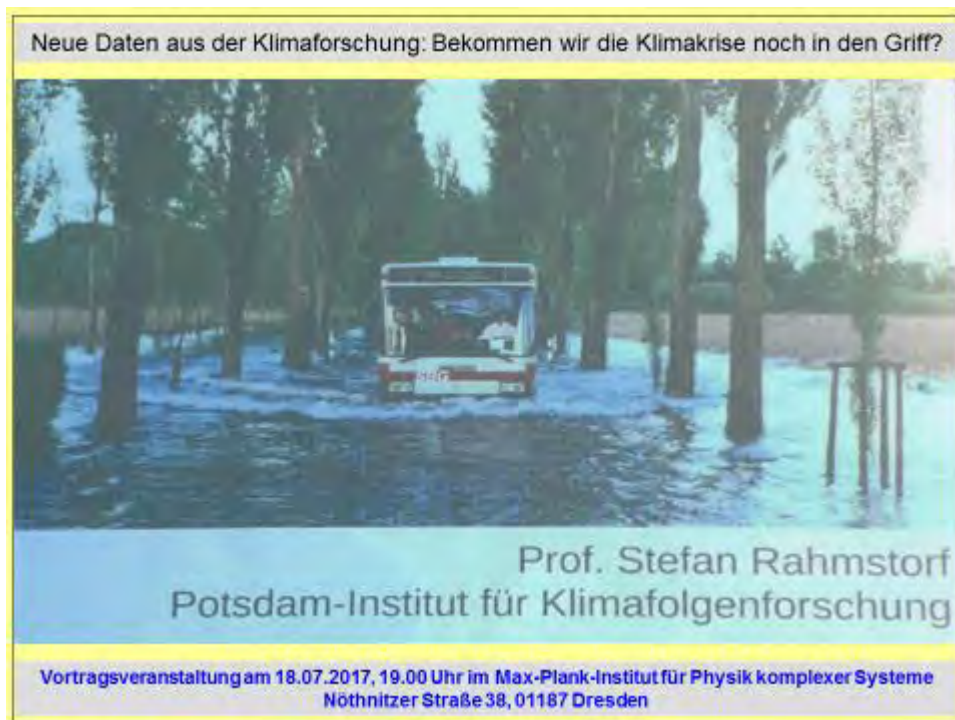 Neue Daten aus der Klimaforschung: Bekommen wir die Klimakrise noch in den Griff?
SBG
Prof. Stefan Rahmstorf
Potsdam-Institut für Klimafolgenforschung
Vortragsveranstaltung am 18.07.2017, 19.00 Uhr im Max-Plank-Institut für Physik komplexer Systeme
Nöthnitzer Straße 38, 01187 Dresden